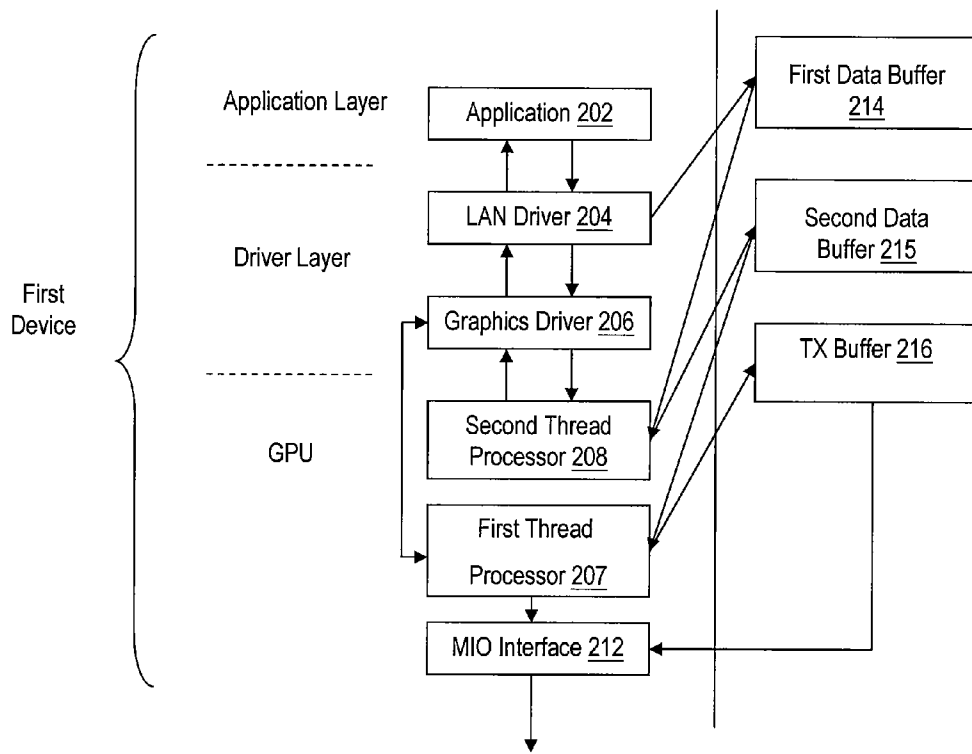 First Data Buffer
214
Application Layer
Application 202
LAN Driver 204
Second Data
Buffer 215
Driver Layer
First
Device
Graphics Driver 206
TX Buffer 216
Second Thread
Processor 208
GPU
First Thread
Processor 207
MIO Interface 212